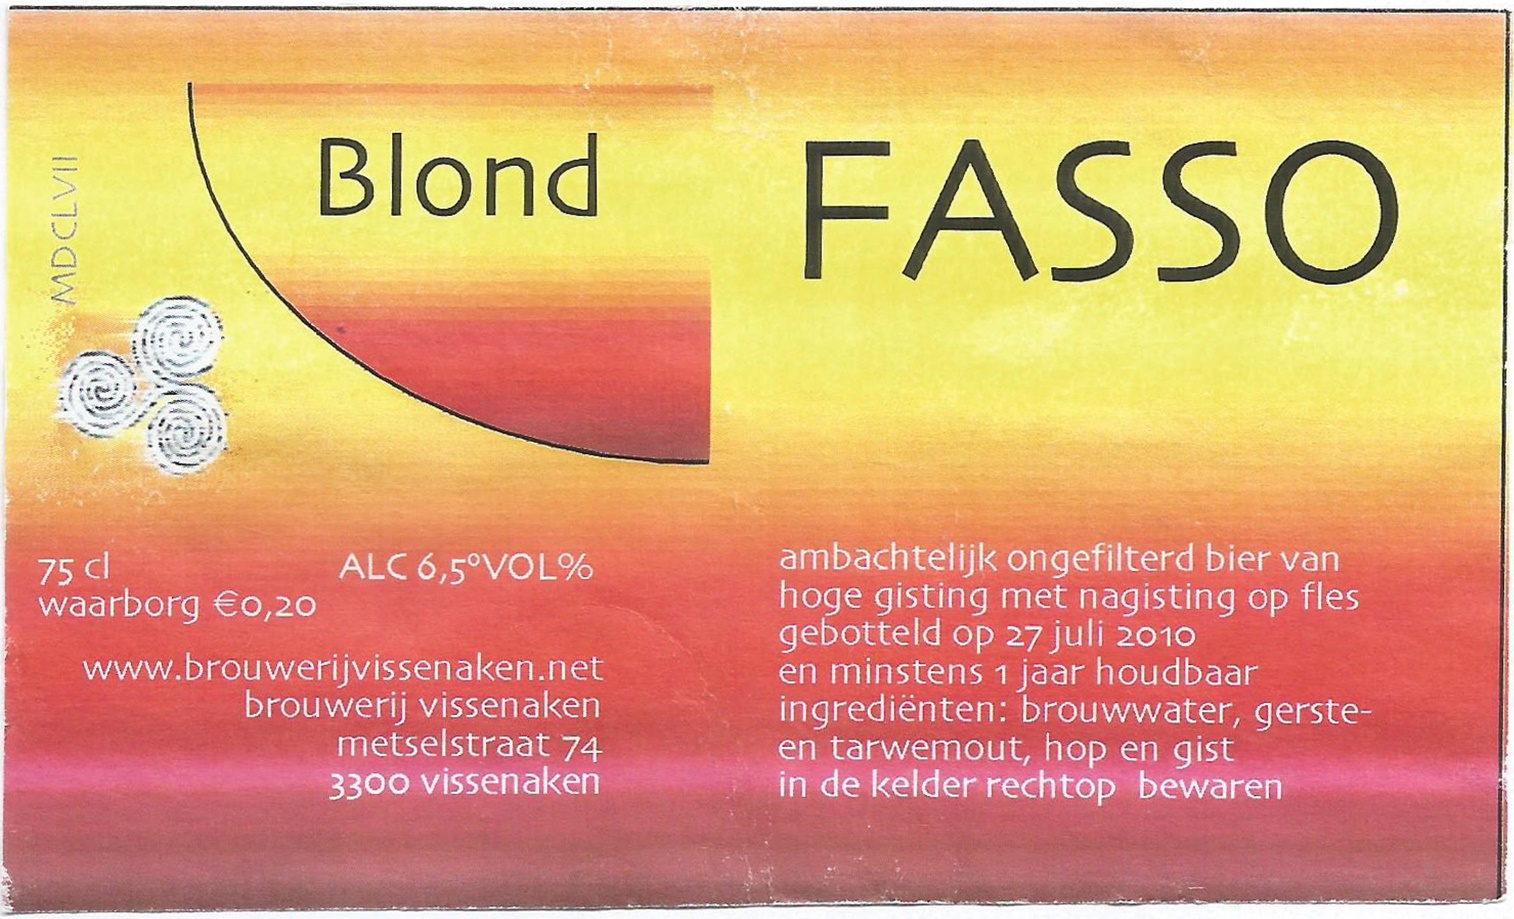 MDCLVII
Blond
FASSO
75 cl
ALC 6,5°VOL%
waarborg €0,20
www.brouwerijvissenaken.net
brouwerij vissenaken
metselstraat 74
3300 vissenaken
ambachtelijk ongefilterd bier van
hoge gisting met nagisting op fles
gebotteld op 27 juli 2010
en minstens 1 jaar houdbaar
ingrediënten: brouwwater, gerste-
en tarwemout, hop en gist
in de kelder rechtop bewaren